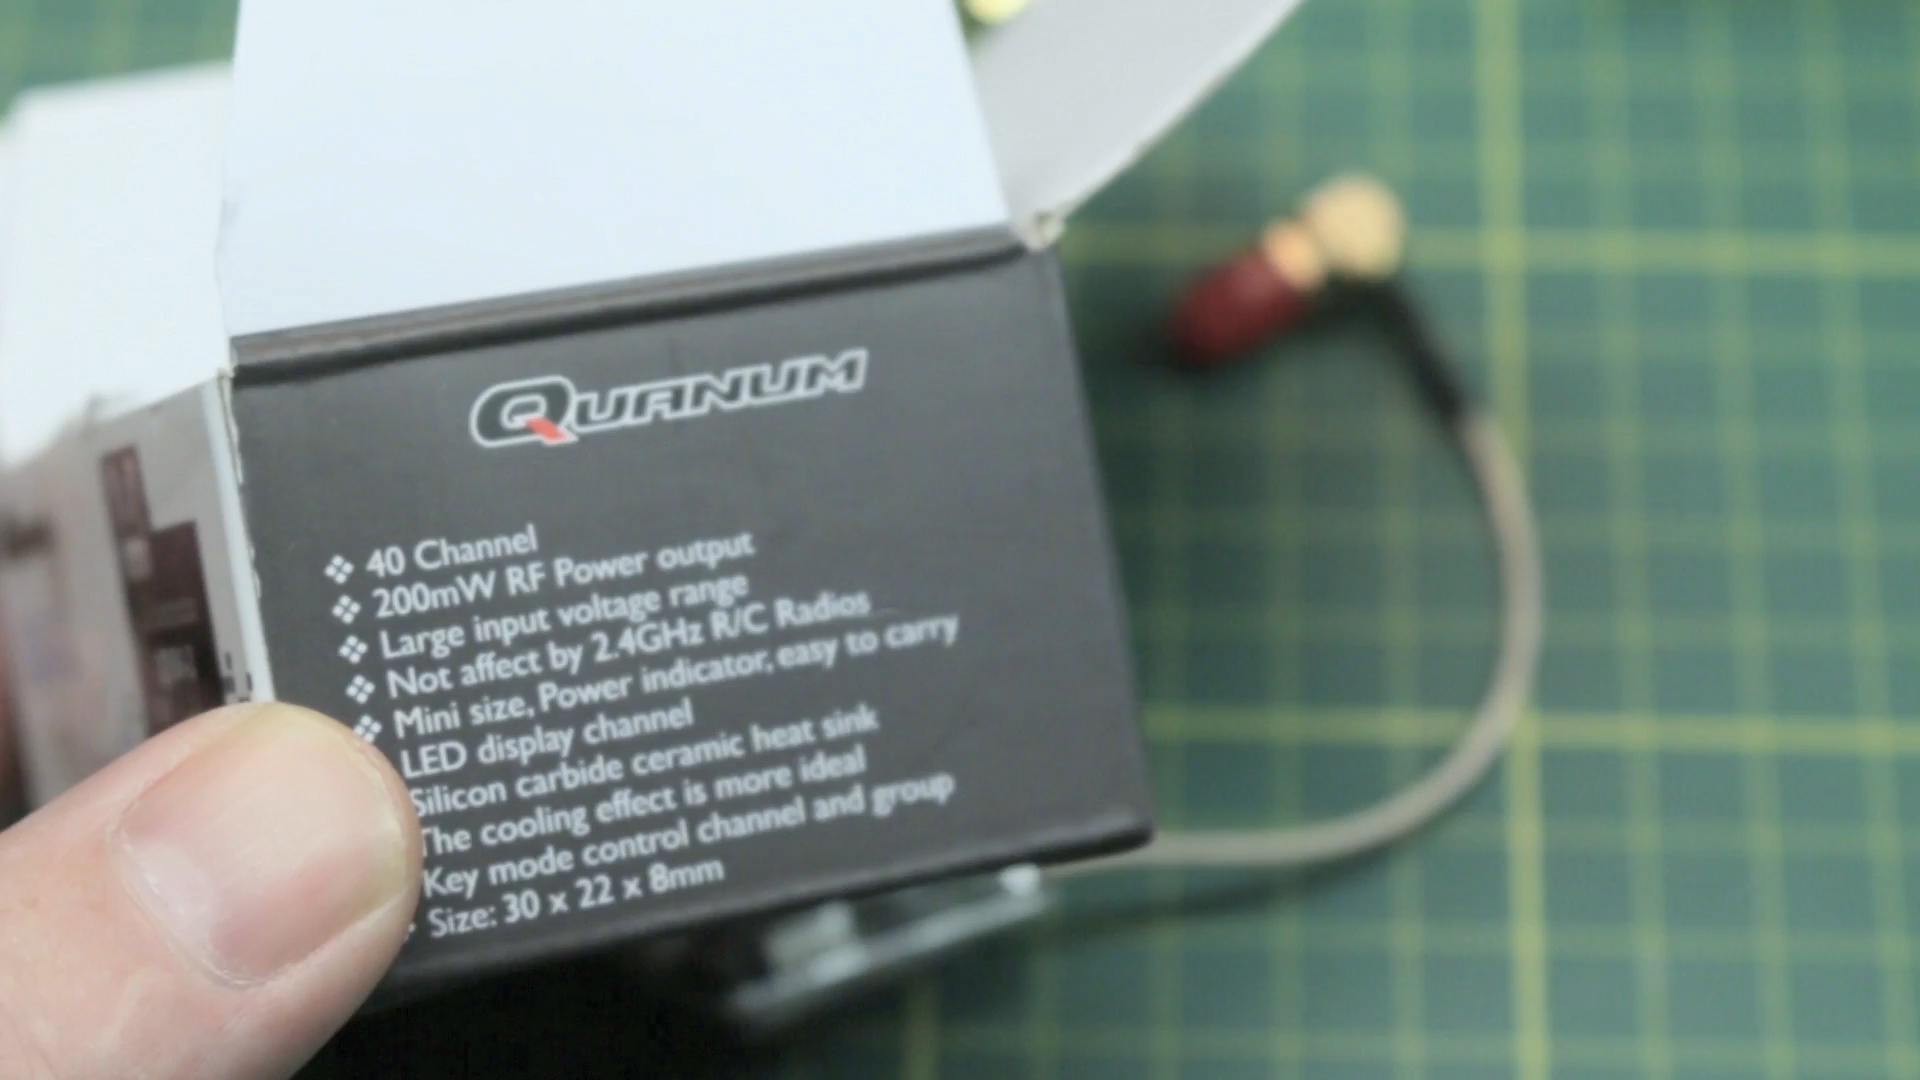 QUANUM
40 Channel
200mW RF Power output
Large input voltage range
Not affect by 2.4GHz R/C Radios
Mini size, Power indicator, easy to carry
LED display channel
Silicon carbide ceramic heat sink
The cooling effect is more ideal
Key mode control channel and group
Size: 30 x 22 x 8mm